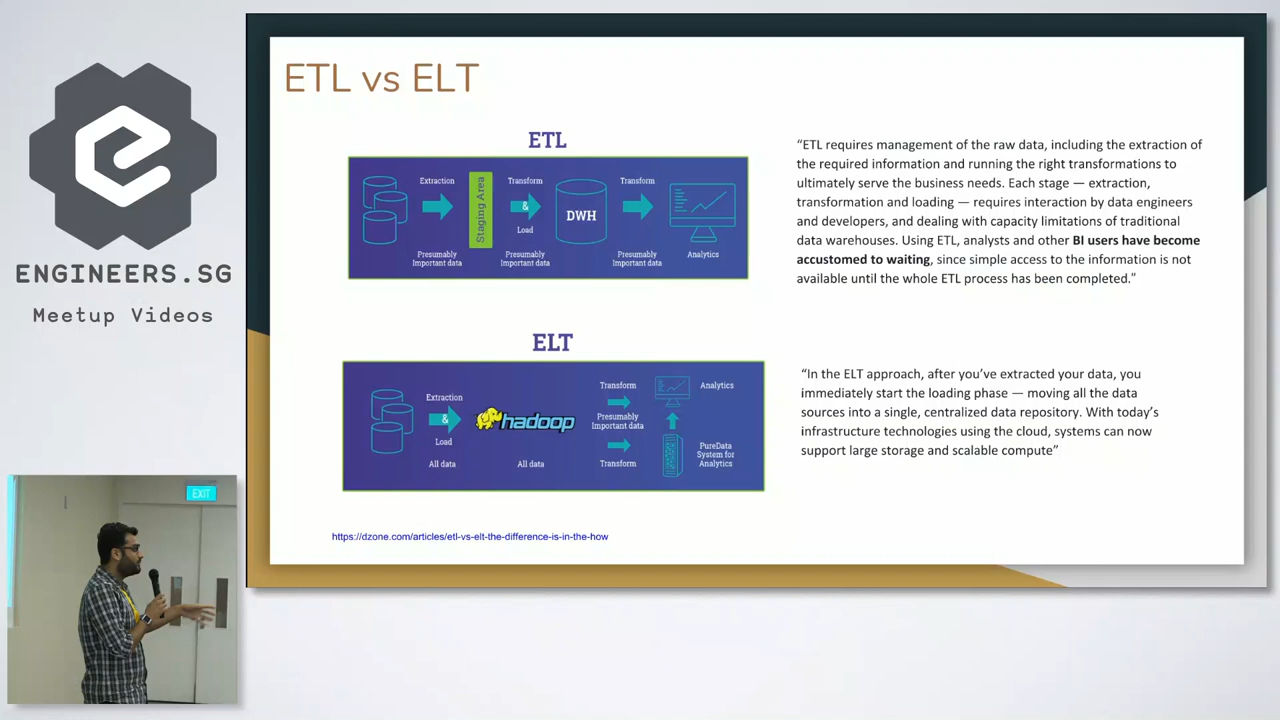 ENGINEERS.SG
Meetup Videos
EXIT
ETL vs ELT
ETL
Extraction
Staging Area
Transform
&
Load
DWH
Transform
Presumably
Important data
Presumably
Important data
Presumably
Important data
Analytics
“ETL requires management of the raw data, including the extraction of
the required information and running the right transformations to
ultimately serve the business needs. Each stage — extraction,
transformation and loading — requires interaction by data engineers
and developers, and dealing with capacity limitations of traditional
data warehouses. Using ETL, analysts and other BI users have become
accustomed to waiting, since simple access to the information is not
available until the whole ETL process has been completed.”
ELT
Extraction
&
Load
All data
hadoop
All data
Transform
Presumably
Important data
Transform
Analytics
PureData
System for
Analytics
“In the ELT approach, after you’ve extracted your data, you
immediately start the loading phase — moving all the data
sources into a single, centralized data repository. With today’s
infrastructure technologies using the cloud, systems can now
support large storage and scalable compute”
https://dzone.com/articles/etl-vs-elt-the-difference-is-in-the-how